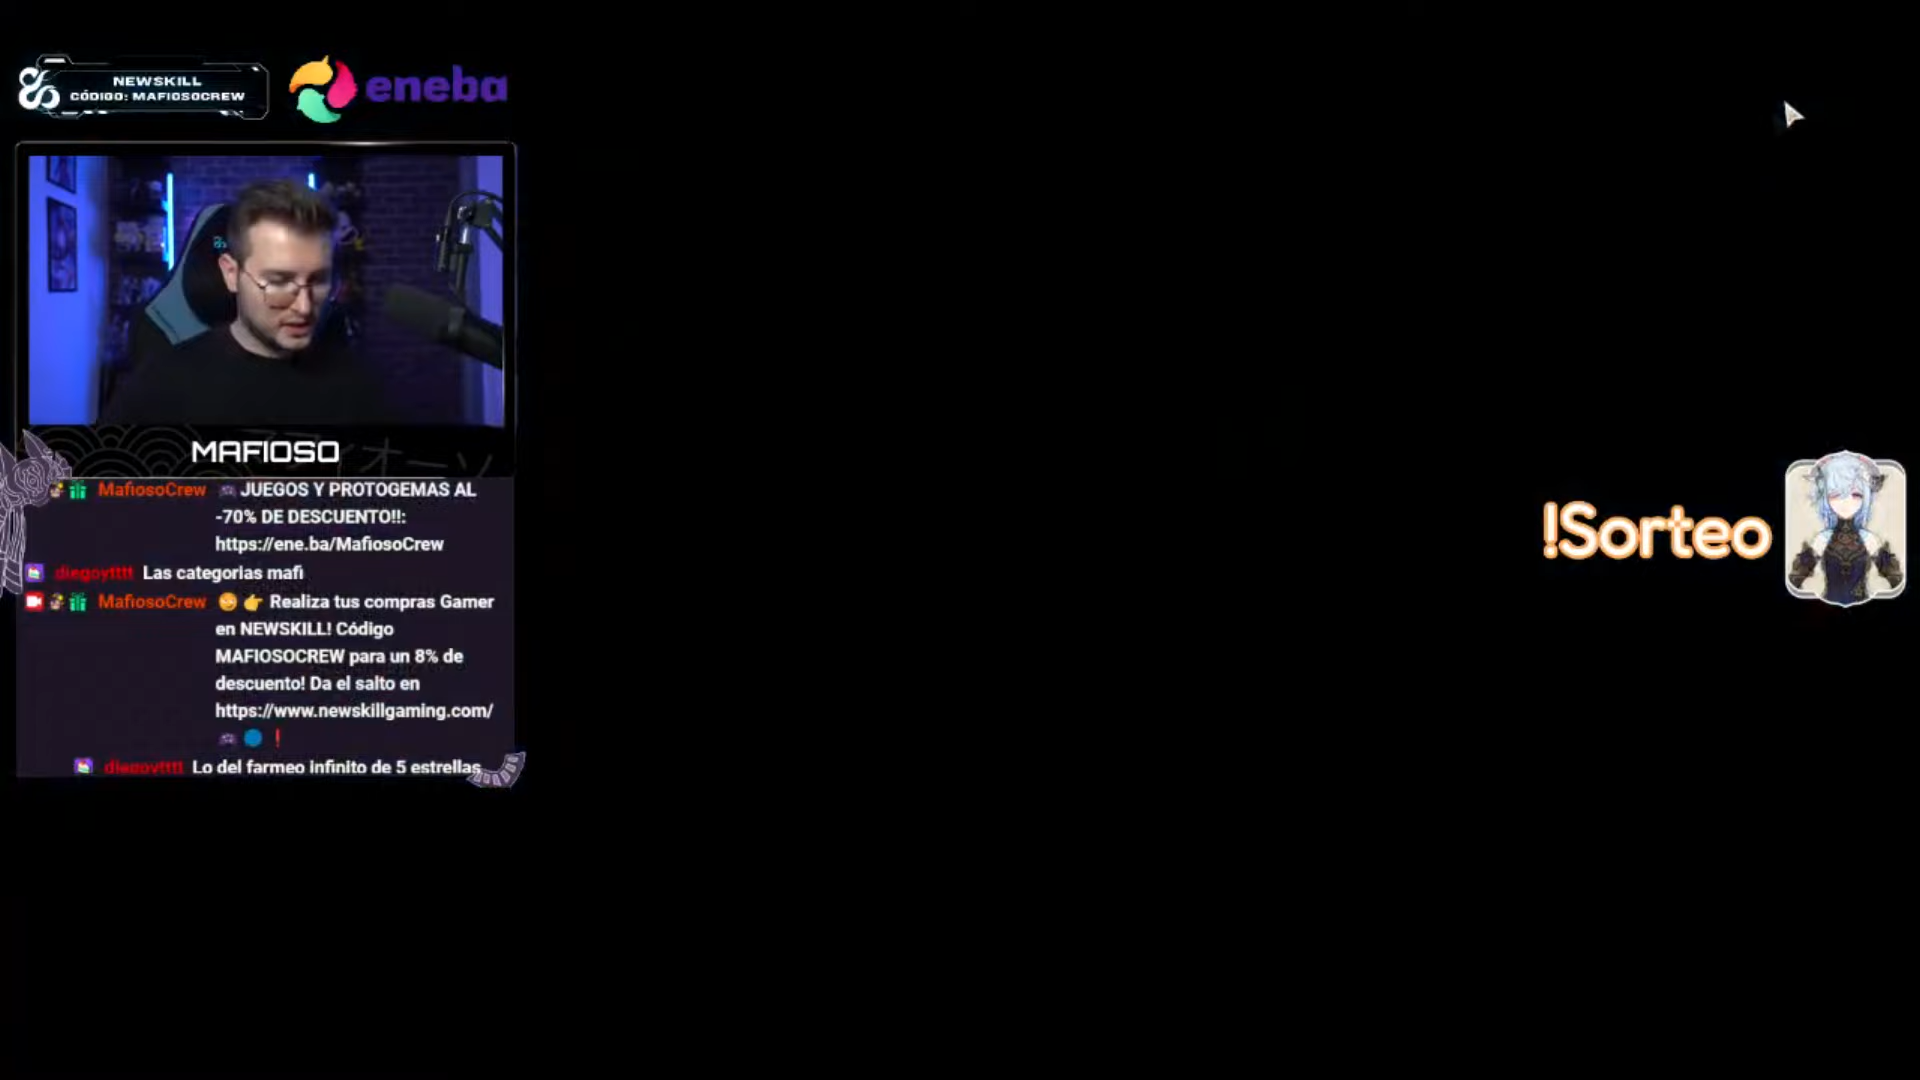 NEWSKILL
CÓDIGO: MAFIOSOCREW
eneba
MAFIOSO
MafiosoCrew 🎮 JUEGOS Y PROTOGEMAS AL
-70% DE DESCUENTO!!:
https://ene.ba/MafiosoCrew
diegoytttt Las categorias mafi
MafiosoCrew 👉 Realiza tus compras Gamer
en NEWSKILL! Código
MAFIOSOCREW para un 8% de
descuento! Da el salto en
https://www.newskillgaming.com/
🎮 🔵 ❗
diegoytttt Lo del farmeo infinito de 5 estrellas
!Sorteo